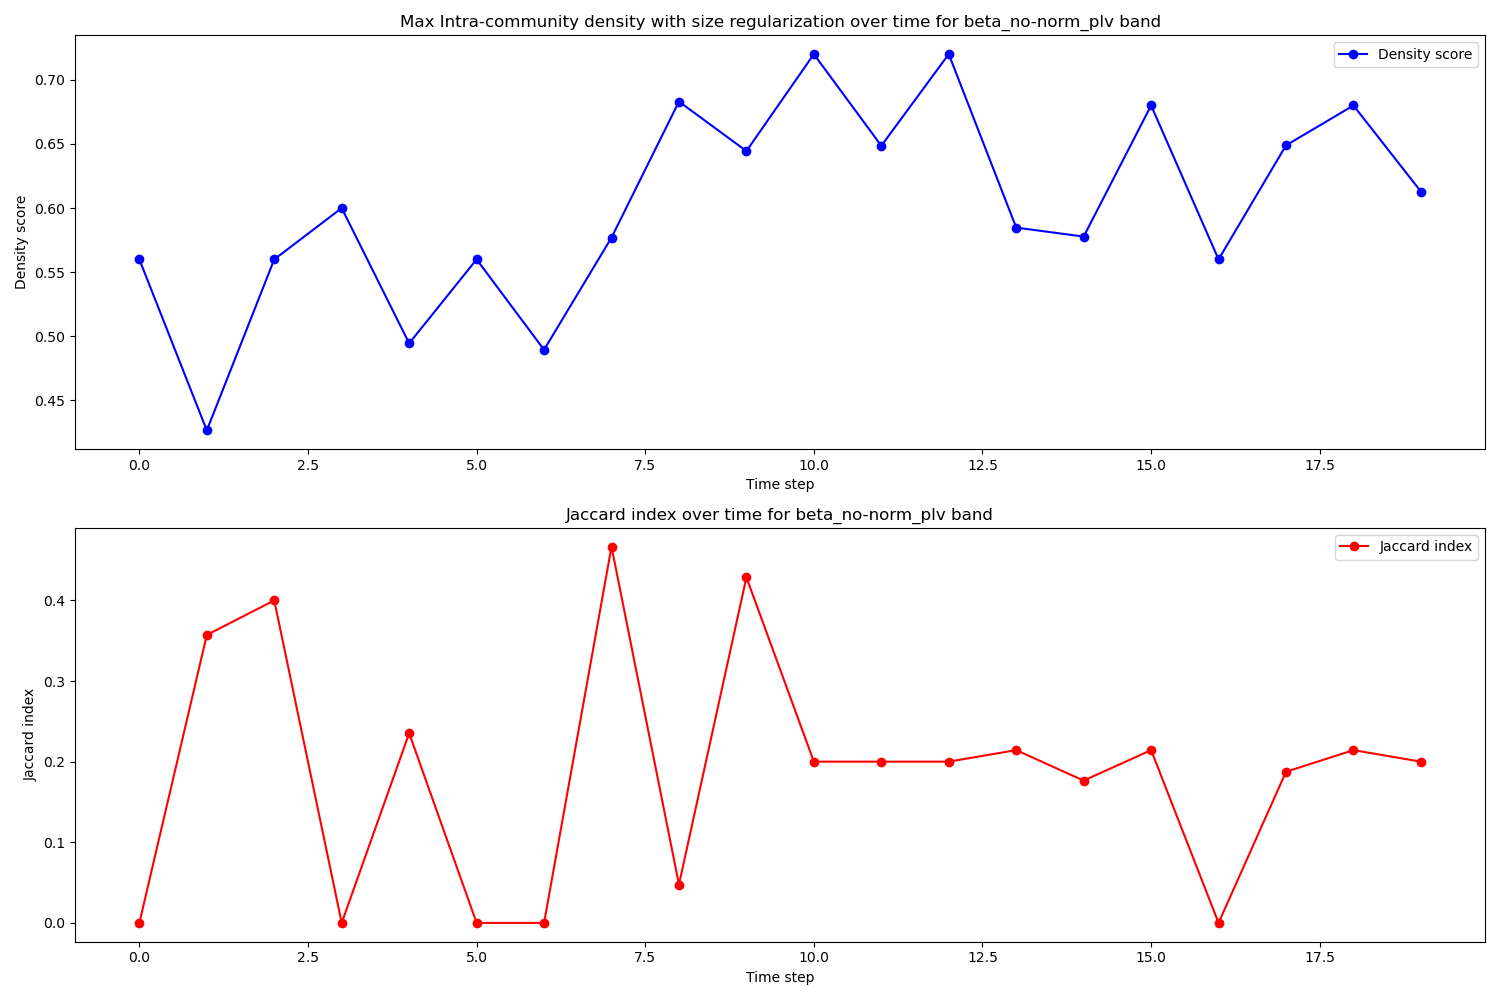 Max Intra-community density with size regularization over time for beta_no-norm_plv band
Density score
0.70
0.65
0.60
0.55
0.50
0.45
Density score
0.0 2.5 5.0 7.5 10.0 12.5 15.0 17.5
Time step
Jaccard index over time for beta_no-norm_plv band
Jaccard index
0.4
0.3
0.2
0.1
0.0
Jaccard index
0.0 2.5 5.0 7.5 10.0 12.5 15.0 17.5
Time step